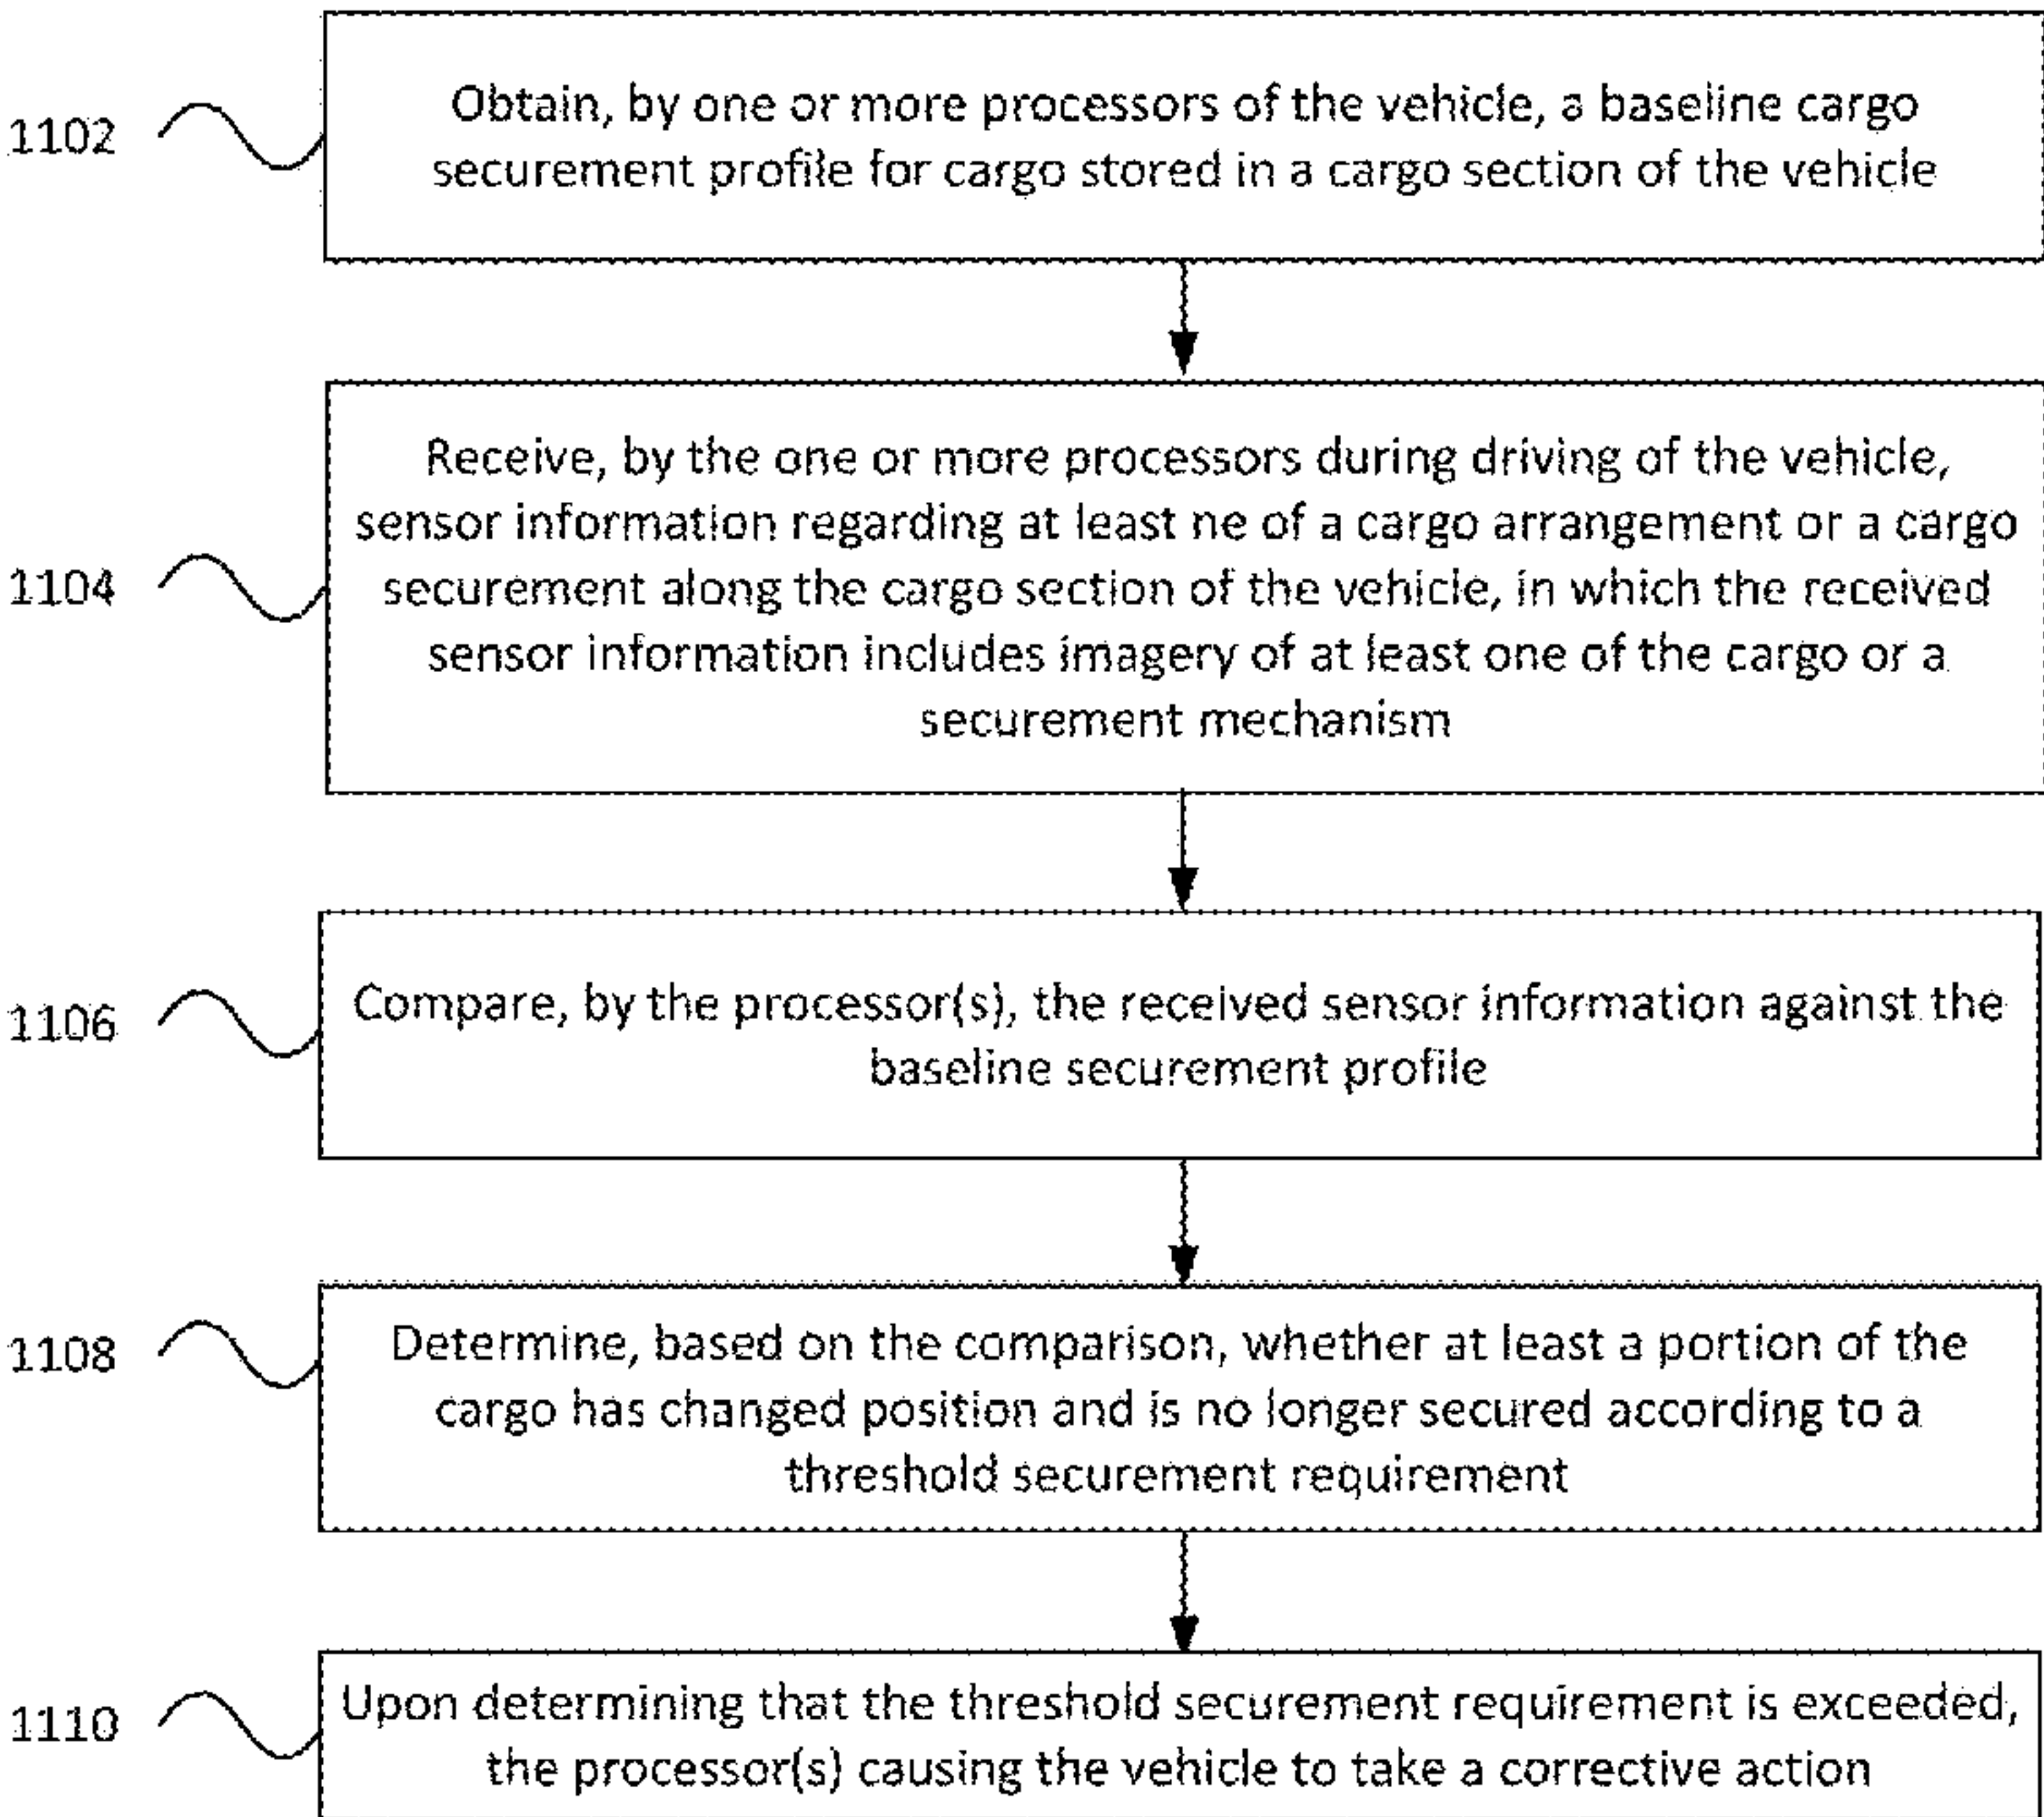 Obtain, by one or more processors of the vehicle, a baseline cargo
1102
securement profile for cargo stored in a cargo section of the vehicle
Receive, by the one or more processors during driving of the vehicle,
sensor information regarding at least ne of a cargo arrangement or a cargo
1104
securement along the cargo section of the vehicle, in which the received
sensor information includes imagery of at least one of the cargo or a
securement mechanism
1106
Compare, by the processor(s), the received sensor information against the
baseline securement profile
1108
Determine, based on the comparison, whether at least a portion of the
cargo has changed position and is no longer secured according to a
threshold securement requirement
1110
Upon determining that the threshold securement requirement is exceeded,
the processor(s) causing the vehicle to take a corrective action